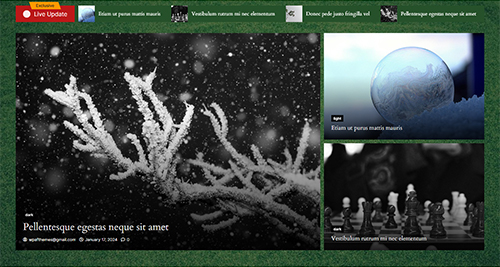 Exclusive
Live Update
Etiam ut purus mattis mauris
Vestibulum rutrum mi nec elementum
Donec pede justo fringilla vel
Pellentesque egestas neque sit amet
dark
Pellentesque egestas neque sit amet
wpafthemes@gmail.com January 17, 2024 0
light
Etiam ut purus mattis mauris
dark
Vestibulum rutrum mi nec elementum